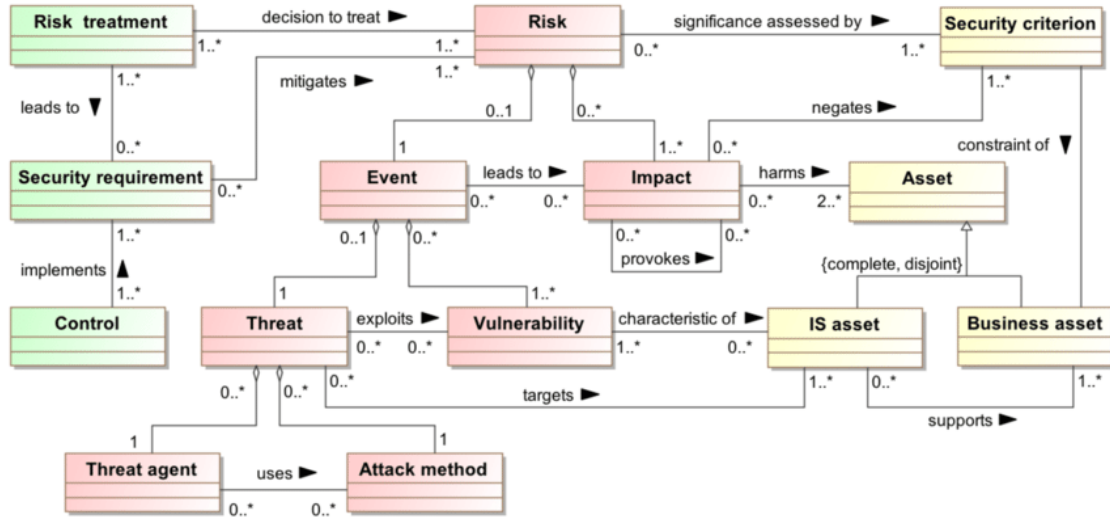 Risk treatment
decision to treat
Risk
significance assessed by
Security criterion
1..*
1..*
0..*
1..*
1..*
mitigates
1..*
1..*
leads to
0..1
0..*
negates
0..*
1
1..*
0..*
constraint of
Security requirement
0..*
Event
leads to
Impact
harms
Asset
0..*
0..*
0..*
2..*
1..*
0..1
0..*
0..*
0..*
provokes
{complete, disjoint}
implements
1..*
1
1..*
Control
Threat
exploits
Vulnerability
characteristic of
IS asset
Business asset
0..*
0..*
1..*
0..*
0..*
0..*
0..*
targets
1..*
0..*
1..*
supports
1
1
Threat agent
uses
Attack method
0..*
0..*